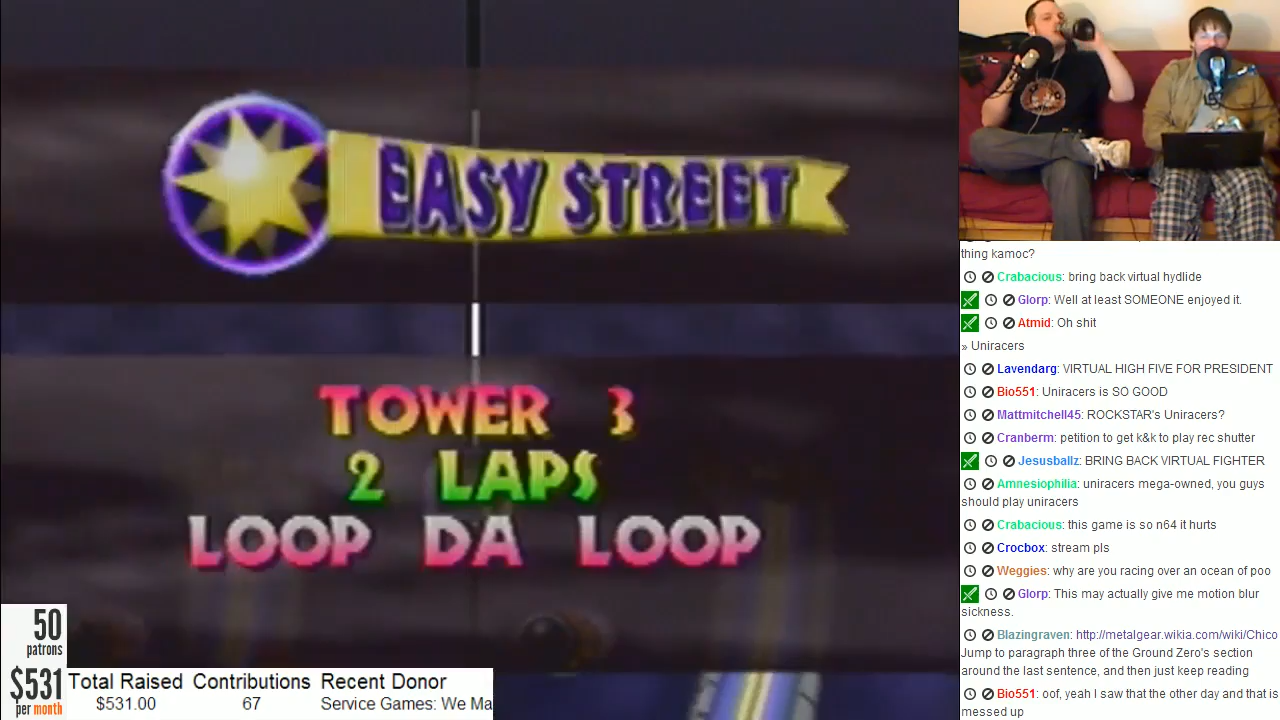 EASY STREET
TOWER 3
2 LAPS
LOOP DA LOOP
50
patrons
$531
per month
Total Raised Contributions Recent Donor
$531.00 67 Service Games: We Ma
thing kamoc?
Crabacious: bring back virtual hydlide
Glorp: Well at least SOMEONE enjoyed it.
Atmid: Oh shit
» Uniracers
Lavendarg: VIRTUAL HIGH FIVE FOR PRESIDENT
Bio551: Uniracers is SO GOOD
Mattmitchell45: ROCKSTAR's Uniracers?
Cranberm: petition to get k&k to play rec shutter
Jesusballz: BRING BACK VIRTUAL FIGHTER
Amnesiophilia: uniracers mega-owned, you guys
should play uniracers
Crabacious: this game is so n64 it hurts
Crocbox: stream pls
Weggies: why are you racing over an ocean of poo
Glorp: This may actually give me motion blur
sickness.
Blazingraven: http://metalgear.wikia.com/wiki/Chico
Jump to paragraph three of the Ground Zero's section
around the last sentence, and then just keep reading
Bio551: oof, yeah I saw that the other day and that is
messed up